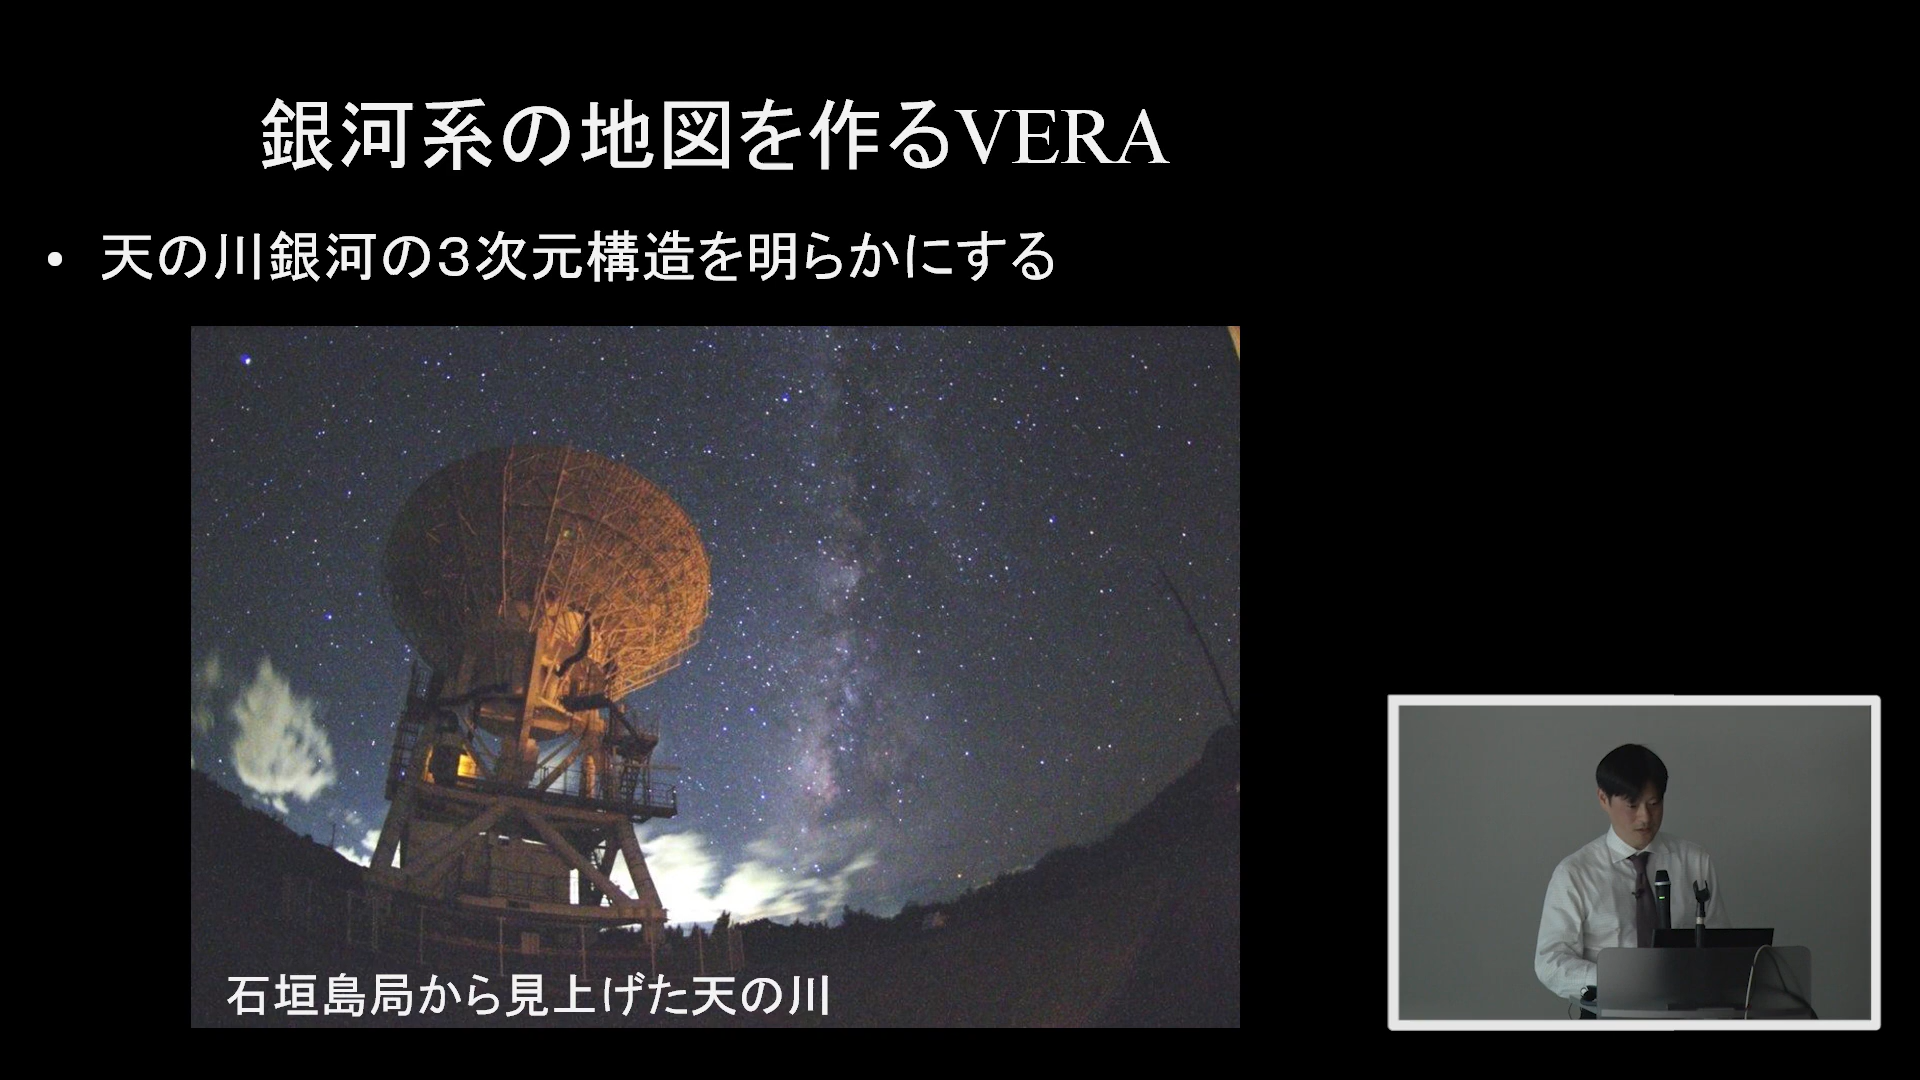 銀河系の地図を作るVERA
• 天の川銀河の３次元構造を明らかにする
石垣島局から見上げた天の川